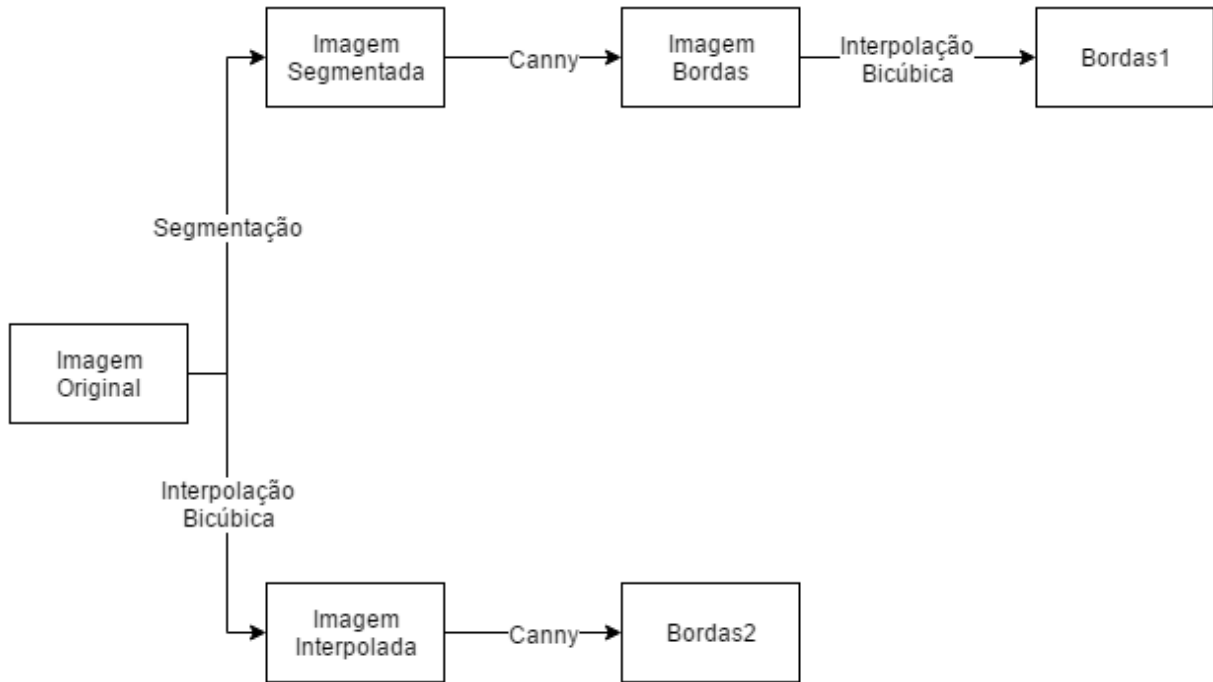 Imagem
Segmentada
Canny
Imagem
Bordas
Interpolação
Bicúbica
Bordas1
Segmentação
Imagem
Original
Interpolação
Bicúbica
Imagem
Interpolada
Canny
Bordas2